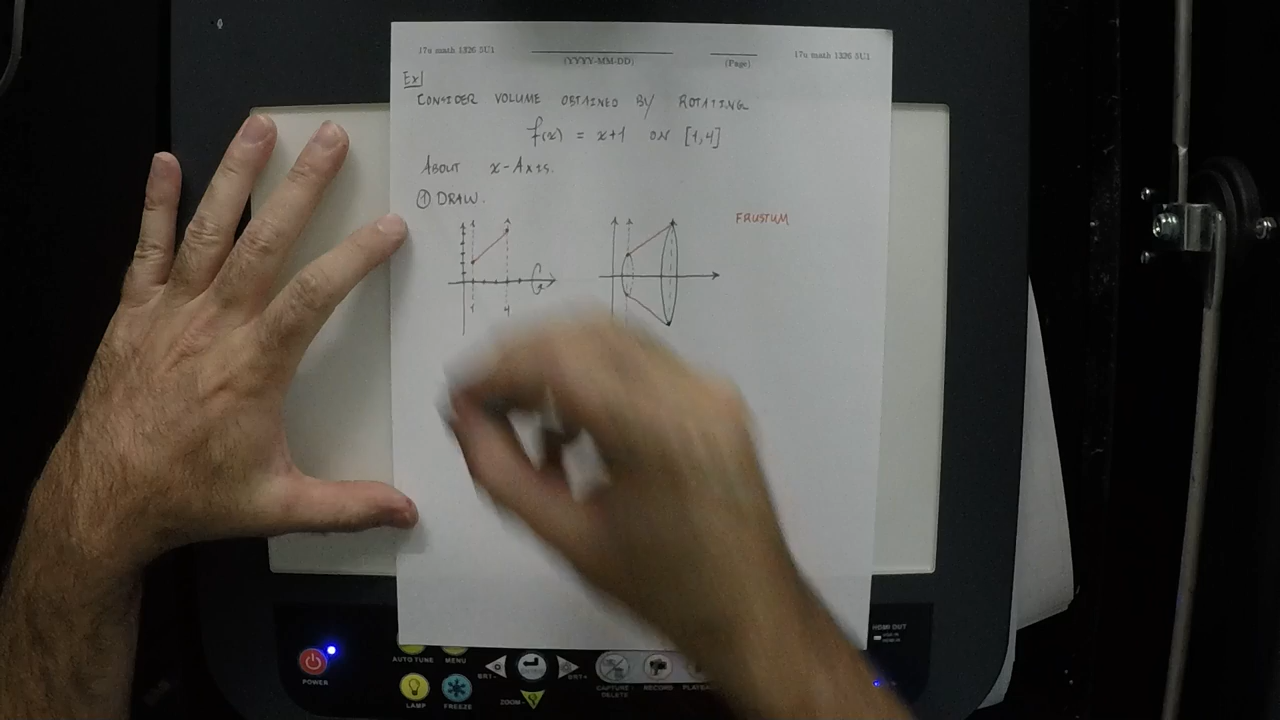 17u math 1326 5U1
(YYYY-MM-DD)
(Page)
17u math 1326 5U1
Ex
CONSIDER VOLUME OBTAINED BY ROTATING
f(x) = x+1 ON [1,4]
ABOUT x-AXIS.
① DRAW.
FRUSTUM
1
4
POWER
AUTO TUNE
MENU
LAMP
FREEZE
BRT-
BRT+
ZOOM-
CAPTURE/
DELETE
RECORD
HDMI OUT